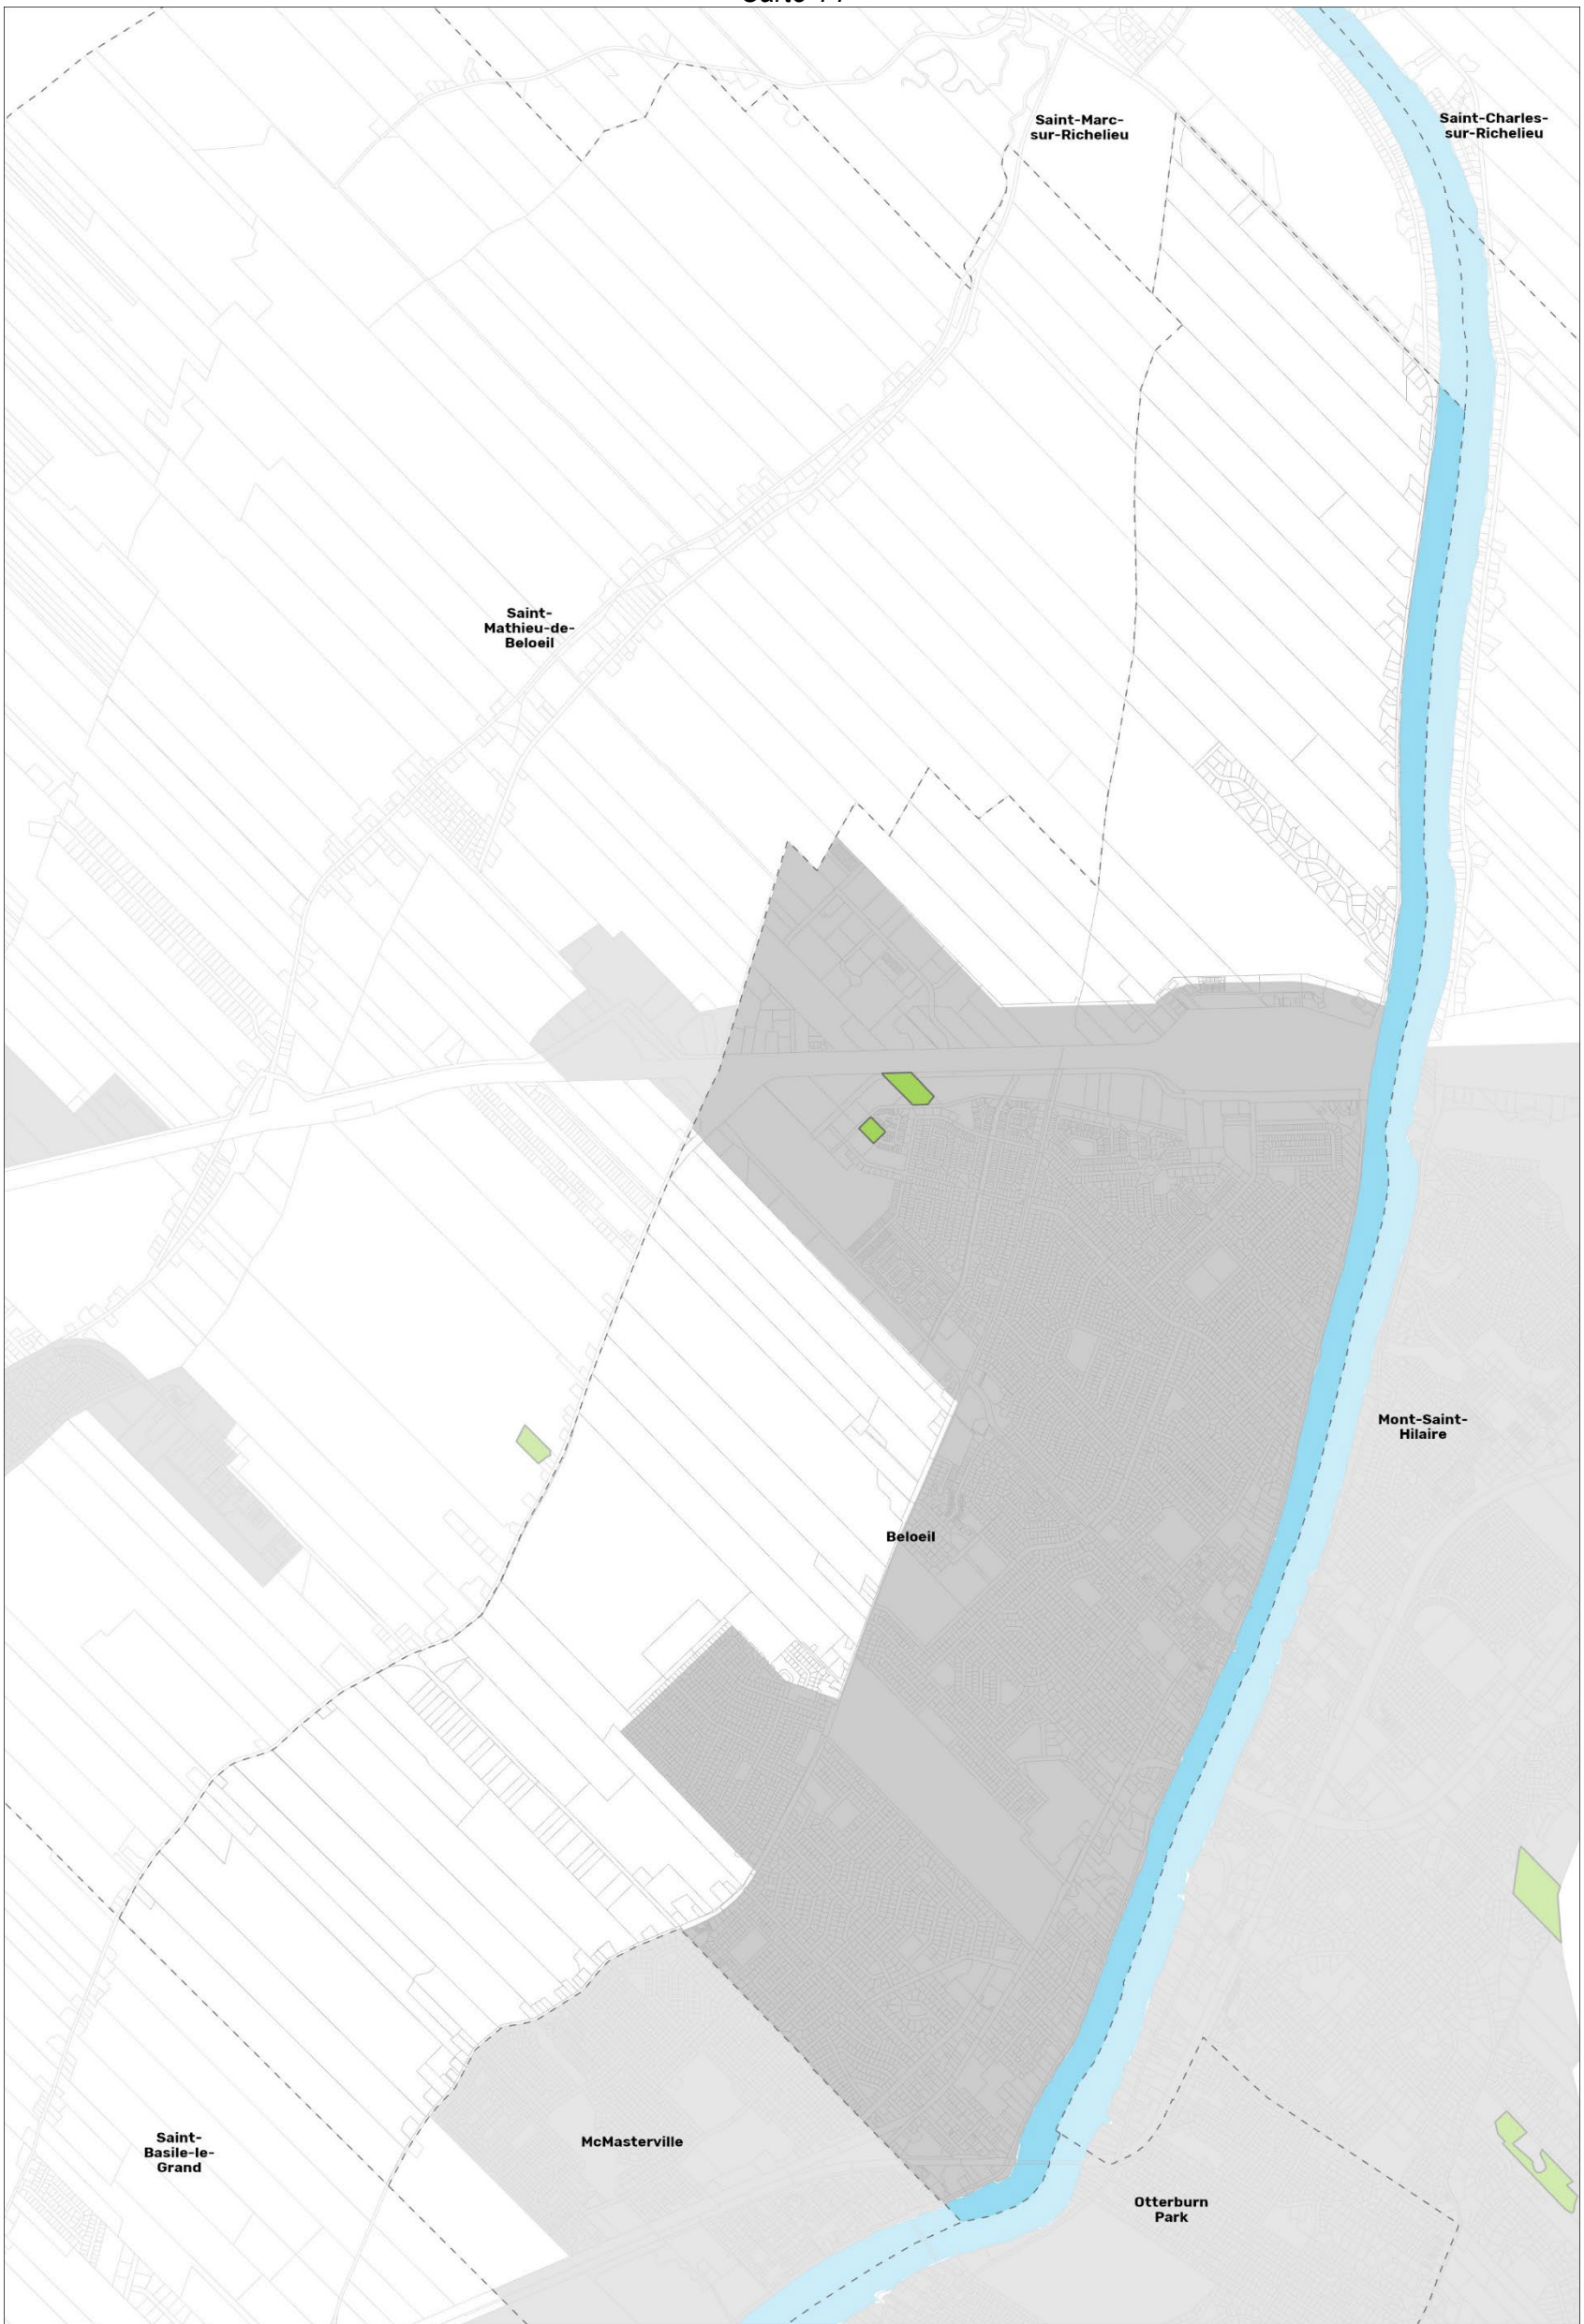 Saint-Marc-
sur-Richelieu
Saint-Charles-
sur-Richelieu
Saint-
Mathieu-de-
Beloeil
Mont-Saint-
Hilaire
Beloeil
Saint-
Basile-le-
Grand
McMasterville
Otterburn
Park